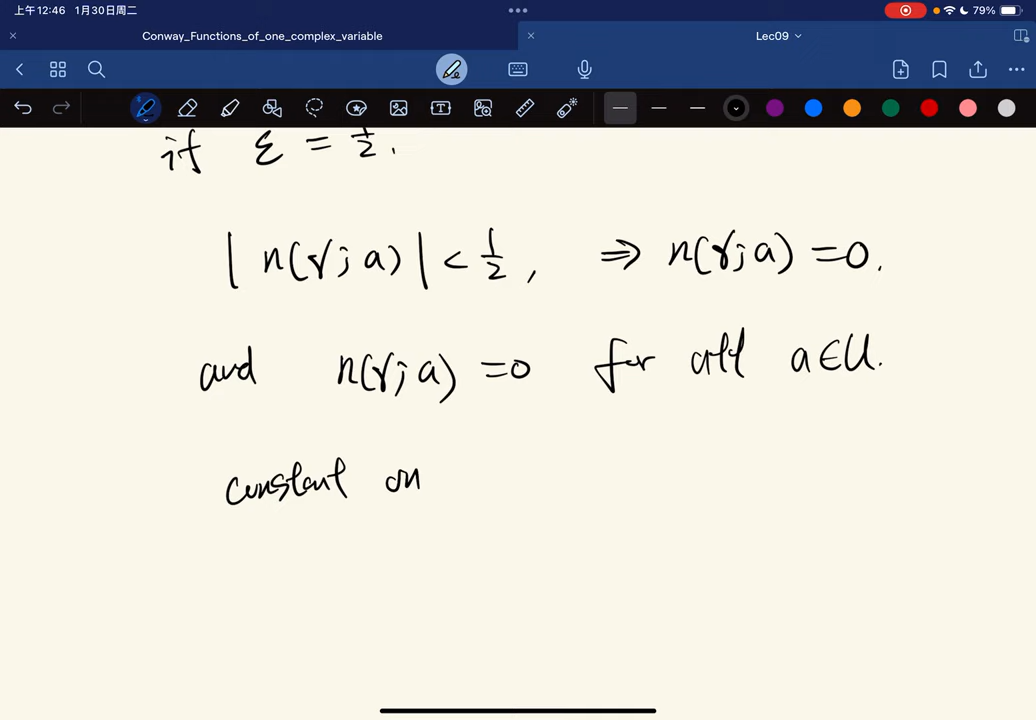 上午12:46 1月30日周二
79%
Conway_Functions_of_one_complex_variable
Lec09
if ε = 1/2.
|n(γ; a)| < 1/2, ⇒ n(γ; a) = 0.
and n(γ; a) = 0 for all a ∈ U.
constant on